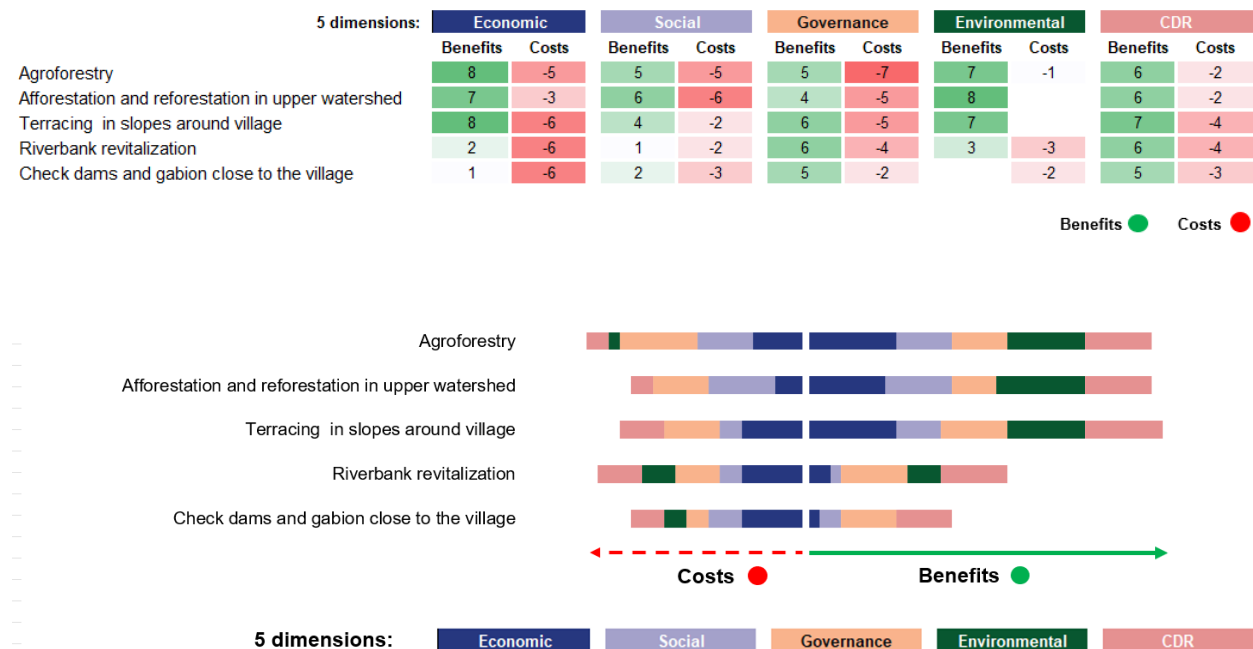 5 dimensions: Economic Social Governance Environmental CDR
Benefits Costs Benefits Costs Benefits Costs Benefits Costs Benefits Costs
Agroforestry 8 -5 5 -5 5 -7 7 -1 6 -2
Afforestation and reforestation in upper watershed 7 -3 6 -6 4 -5 8 6 -2
Terracing in slopes around village 8 -6 4 -2 6 -5 7 7 -4
Riverbank revitalization 2 -6 1 -2 6 -4 3 -3 6 -4
Check dams and gabion close to the village 1 -6 2 -3 5 -2 -2 5 -3
Benefits Costs
Agroforestry
Afforestation and reforestation in upper watershed
Terracing in slopes around village
Riverbank revitalization
Check dams and gabion close to the village
Costs Benefits
5 dimensions: Economic Social Governance Environmental CDR